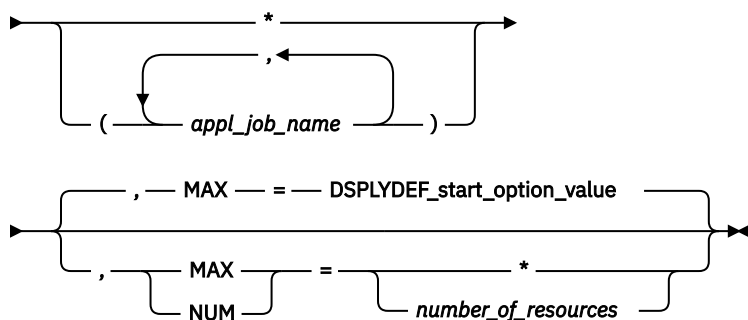 *
,
( appl_job_name )
, MAX = DSPLYDEF_start_option_value
, MAX = *
NUM number_of_resources